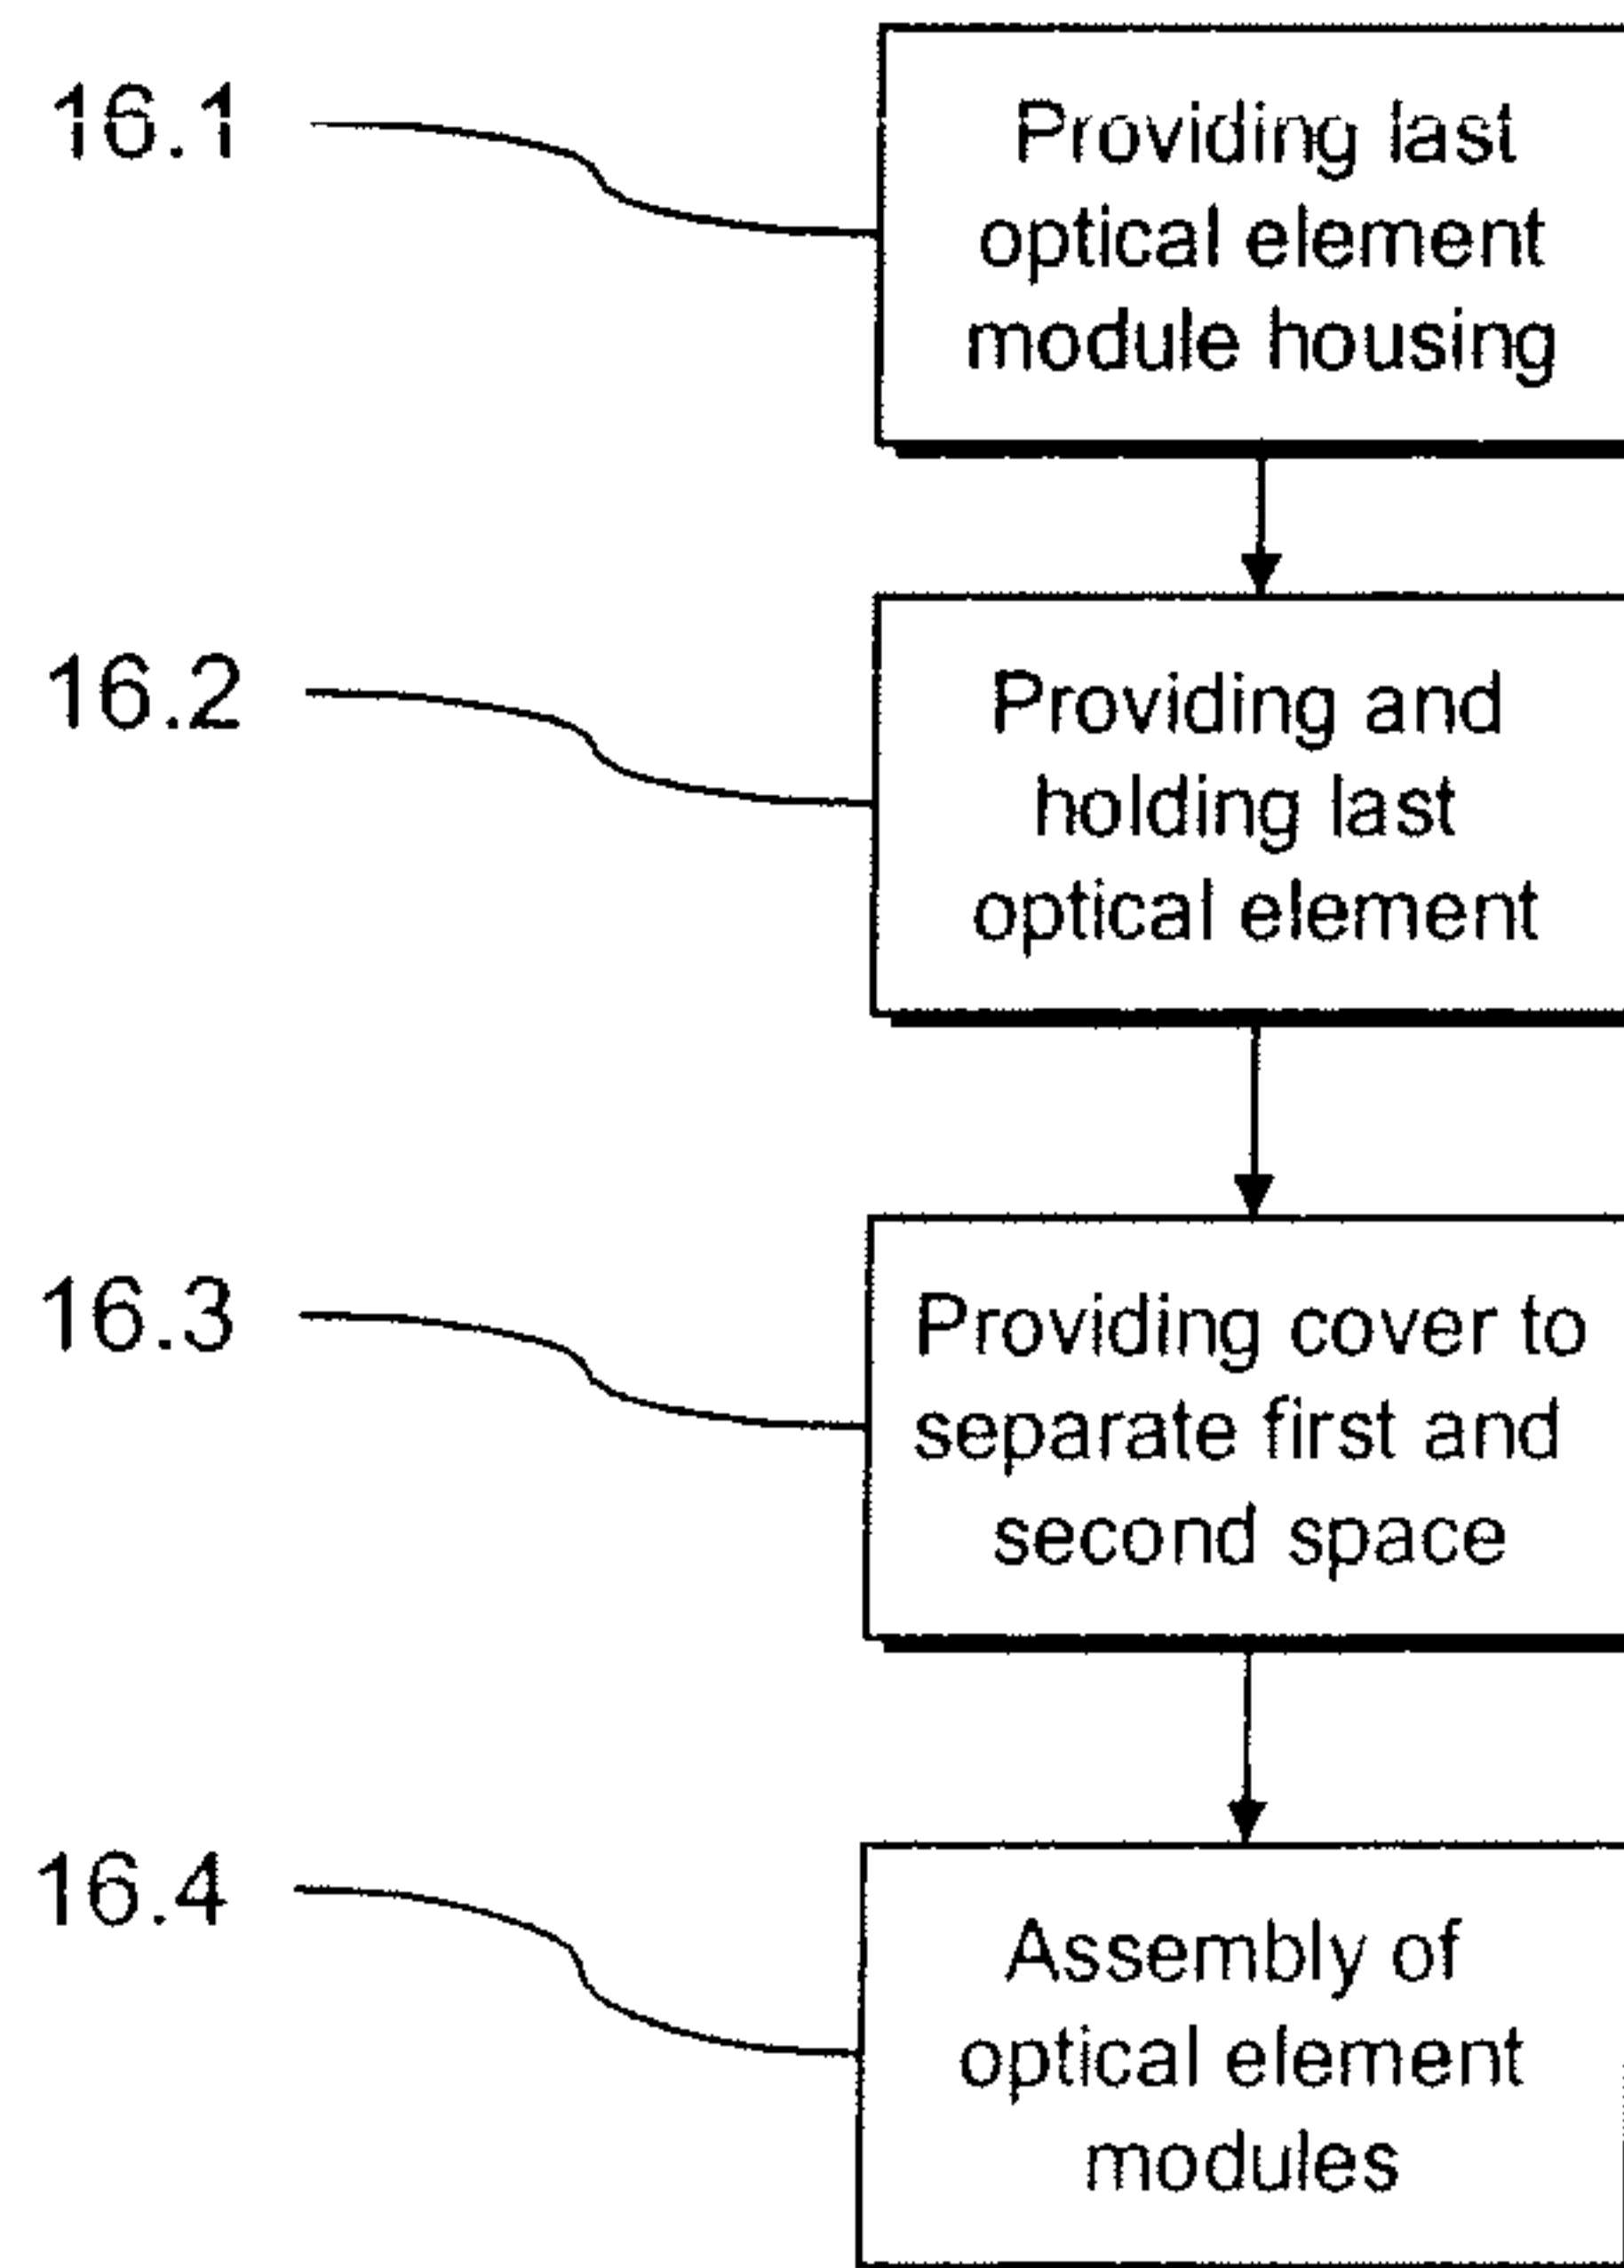 16.1
Providing last
optical element
module housing
16.2
Providing and
holding last
optical element
16.3
Providing cover to
separate first and
second space
16.4
Assembly of
optical element
modules